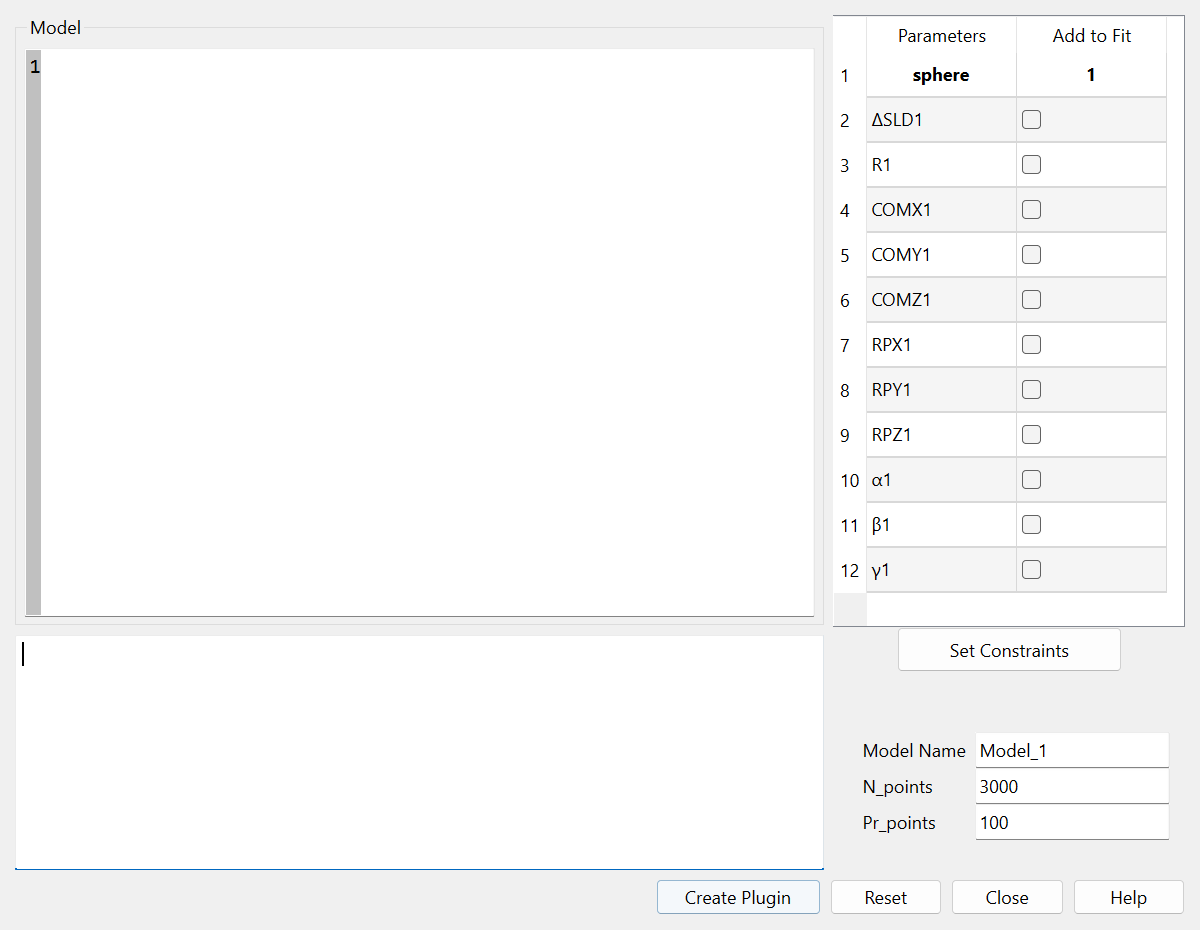 Model
1
Parameters Add to Fit
1 sphere 1
2 ΔSLD1
3 R1
4 COMX1
5 COMY1
6 COMZ1
7 RPX1
8 RPY1
9 RPZ1
10 α1
11 β1
12 γ1
Set Constraints
Model Name Model_1
N_points 3000
Pr_points 100
Create Plugin Reset Close Help